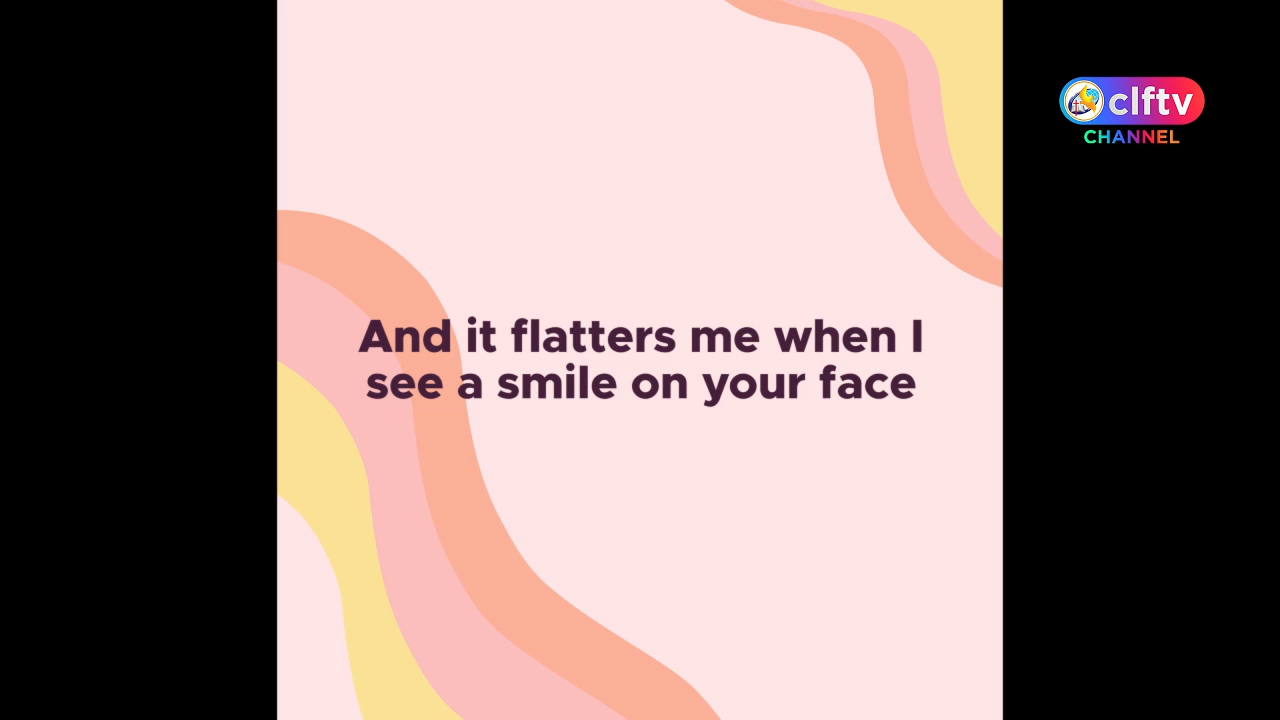 And it flatters me when I
see a smile on your face
clftv
CHANNEL